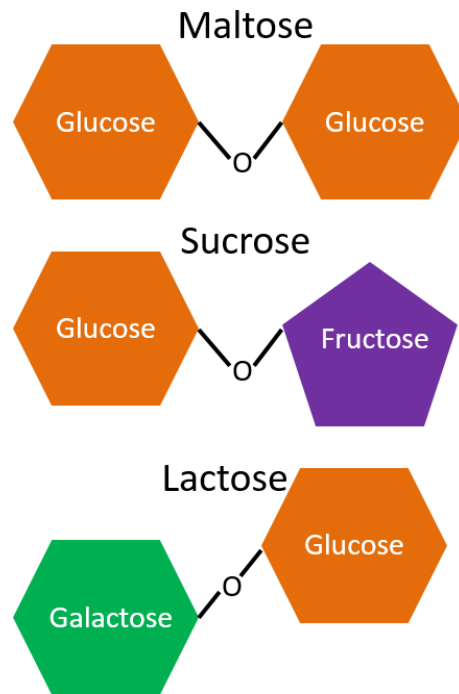 Maltose
Glucose
Glucose
O
Sucrose
Glucose
Fructose
O
Lactose
Glucose
O
Galactose